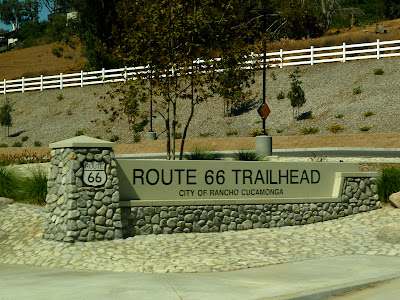 66
ROUTE 66 TRAILHEAD
CITY OF RANCHO CUCAMONGA